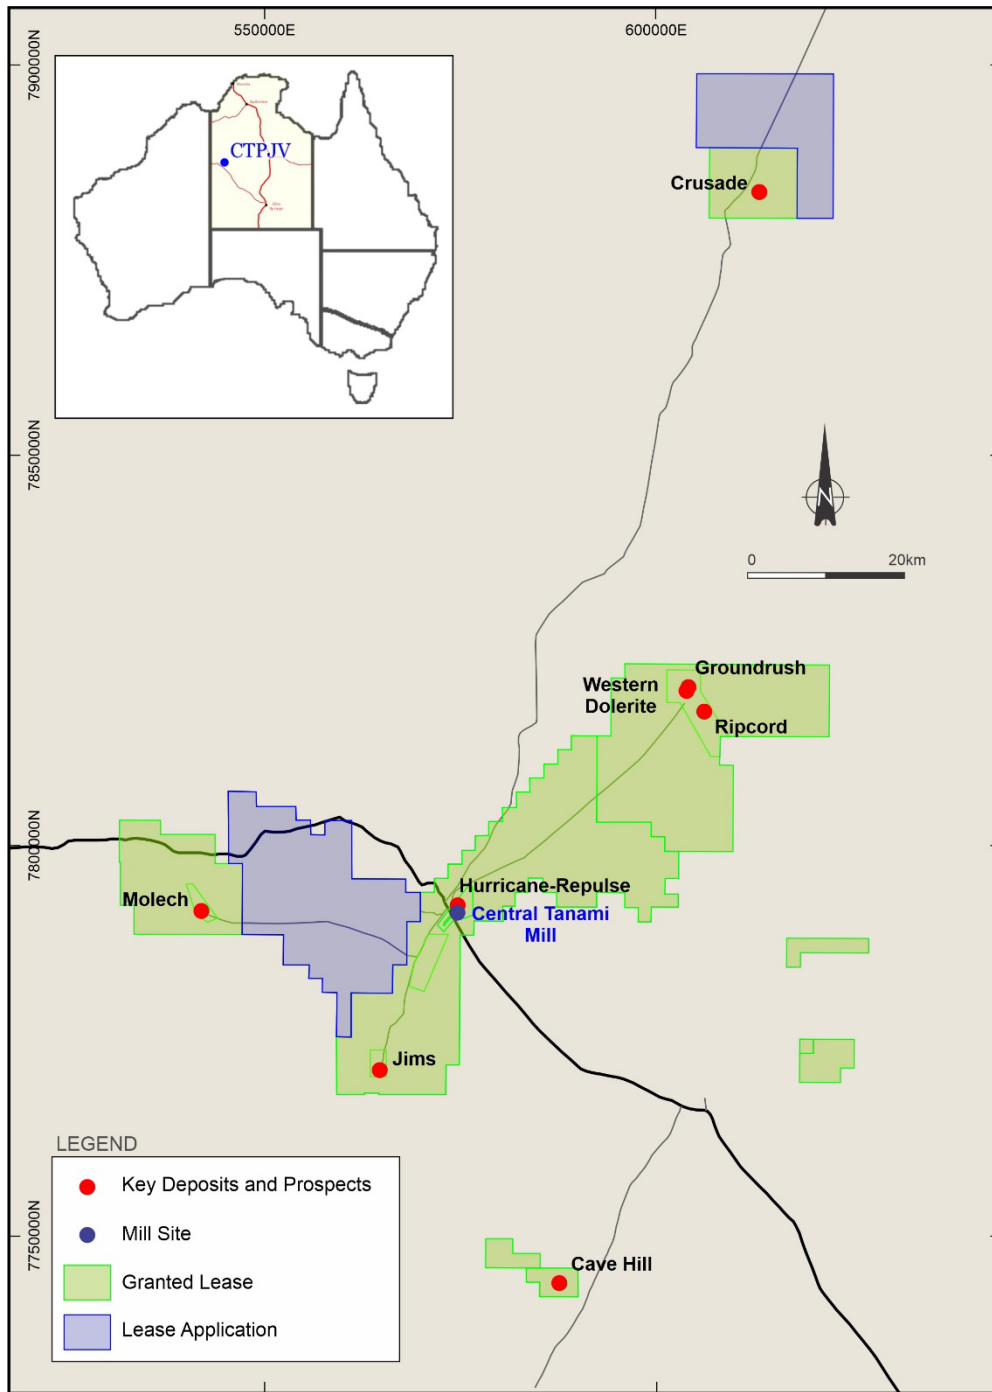 550000E
600000E
7900000N
7850000N
7800000N
7750000N
CTPJV
Crusade
N
0
20km
Groundrush
Western
Dolerite
Ripcord
Hurricane-Repulse
Central Tanami
Mill
Molech
Jims
Cave Hill
LEGEND
Key Deposits and Prospects
Mill Site
Granted Lease
Lease Application